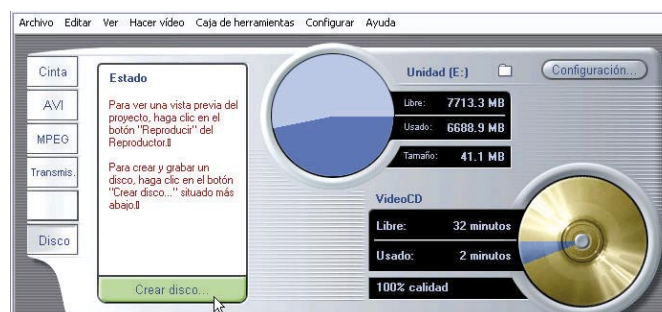 Archivo Editar Ver Hacer vídeo Caja de herramientas Configurar Ayuda
Cinta
AVI
MPEG
Transmis.
Disco
Estado
Para ver una vista previa del
proyecto, haga clic en el
botón "Reproducir" del
Reproductor.
Para crear y grabar un
disco, haga clic en el botón
"Crear disco..." situado más
abajo.
Crear disco...
Unidad (E:)
Configuración...
Libre: 7713.3 MB
Usado: 6688.9 MB
Tamaño: 41.1 MB
VideoCD
Libre: 32 minutos
Usado: 2 minutos
100% calidad